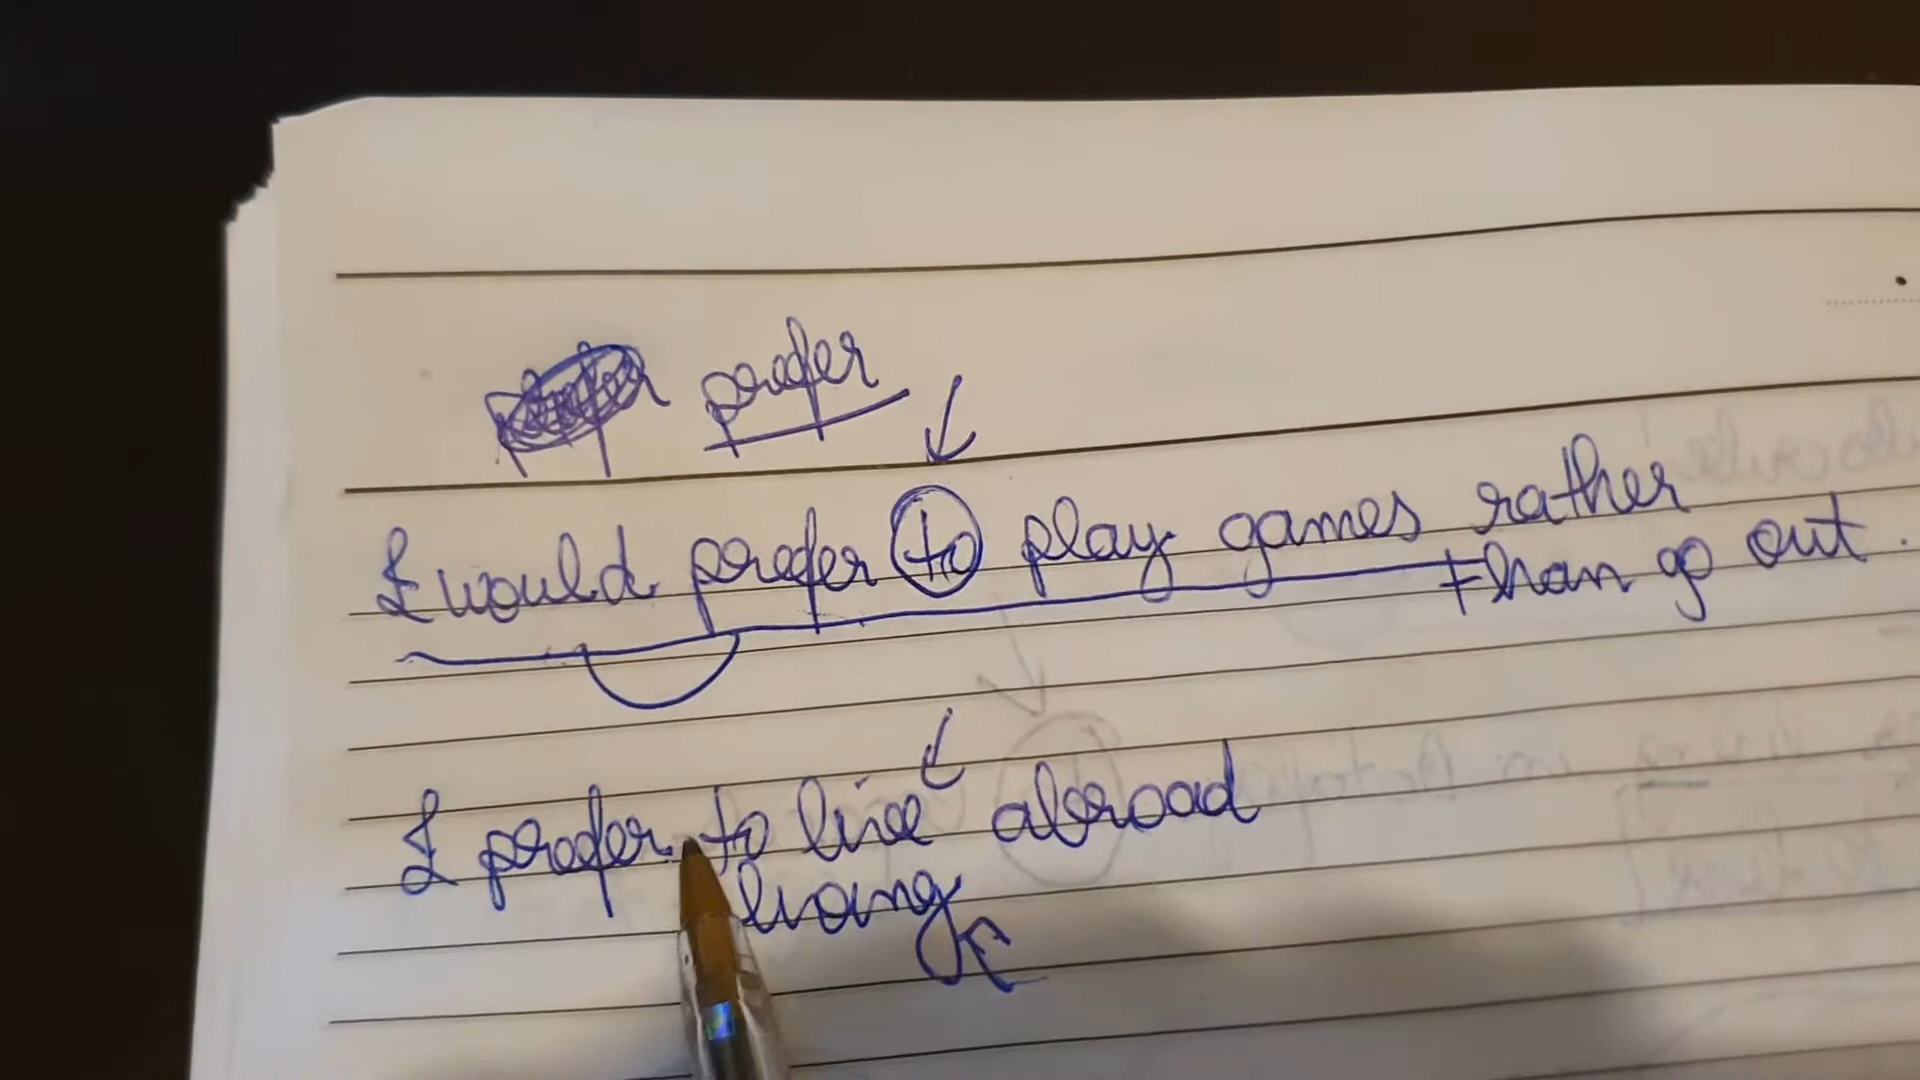 prefer
I would prefer to play games rather
than go out.
I prefer to live abroad
living